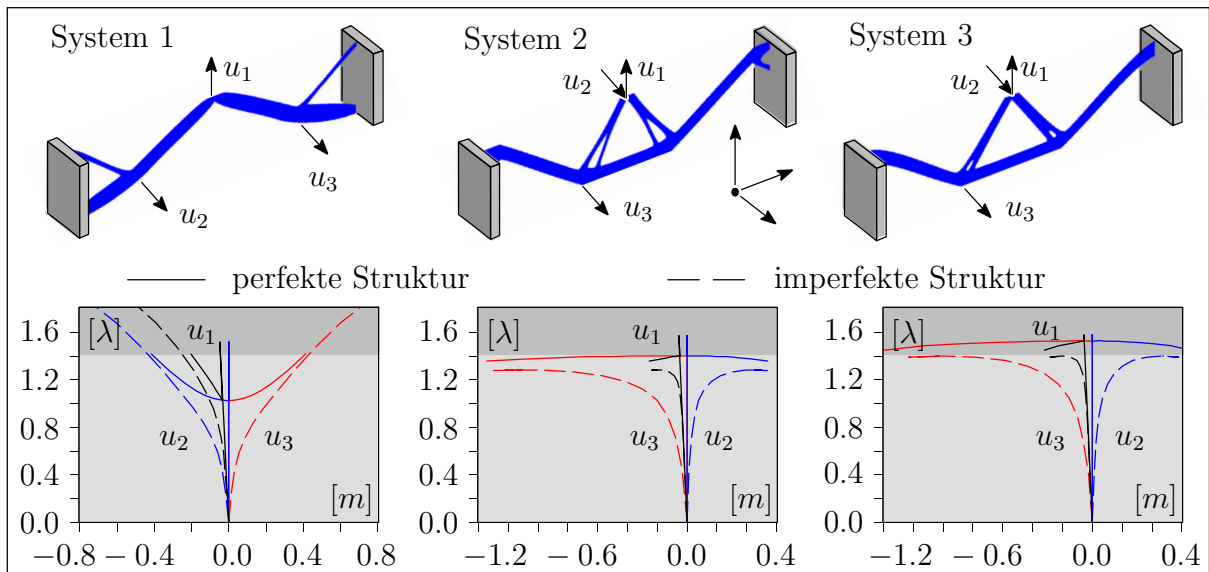 System 1 System 2 System 3
u₁ u₂ u₁ u₂ u₁
u₂ u₃ u₃ u₃
perfekte Struktur imperfekte Struktur
1.6 [λ] u₁ 1.6 [λ] u₁ 1.6 [λ] u₁
1.2 1.2 1.2
0.8 u₂ u₃ 0.8 u₃ u₂ 0.8 u₃ u₂
0.4 [m] 0.4 [m] 0.4 [m]
0.0 0.0 0.0
−0.8 −0.4 0.0 0.4 0.8 −1.2 −0.6 0.0 0.4 −1.2 −0.6 0.0 0.4